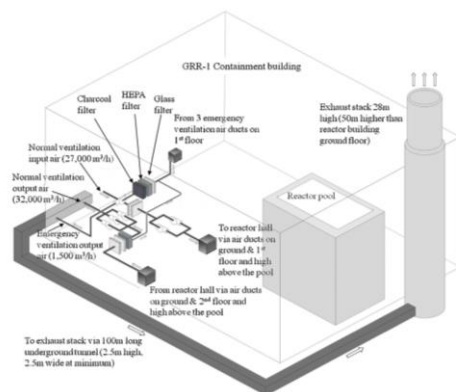 GRR-1 Containment building
Charcoal
filter
HEPA
filter
Glass
filter
From 3 emergency
ventilation air ducts on
1st floor
Exhaust stack 28m
high (50m higher than
reactor building
ground floor)
Normal ventilation
input air (27,000 m³/h)
Normal ventilation
output air
(32,000 m³/h)
Emergency
ventilation output
air (1,500 m³/h)
Reactor pool
To reactor hall
via air ducts on
ground & 1st
floor and high
above the pool
From reactor hall via air ducts
on ground & 2nd floor and
high above the pool
To exhaust stack via 100m long
underground tunnel (2.5m high,
2.5m wide at minimum)